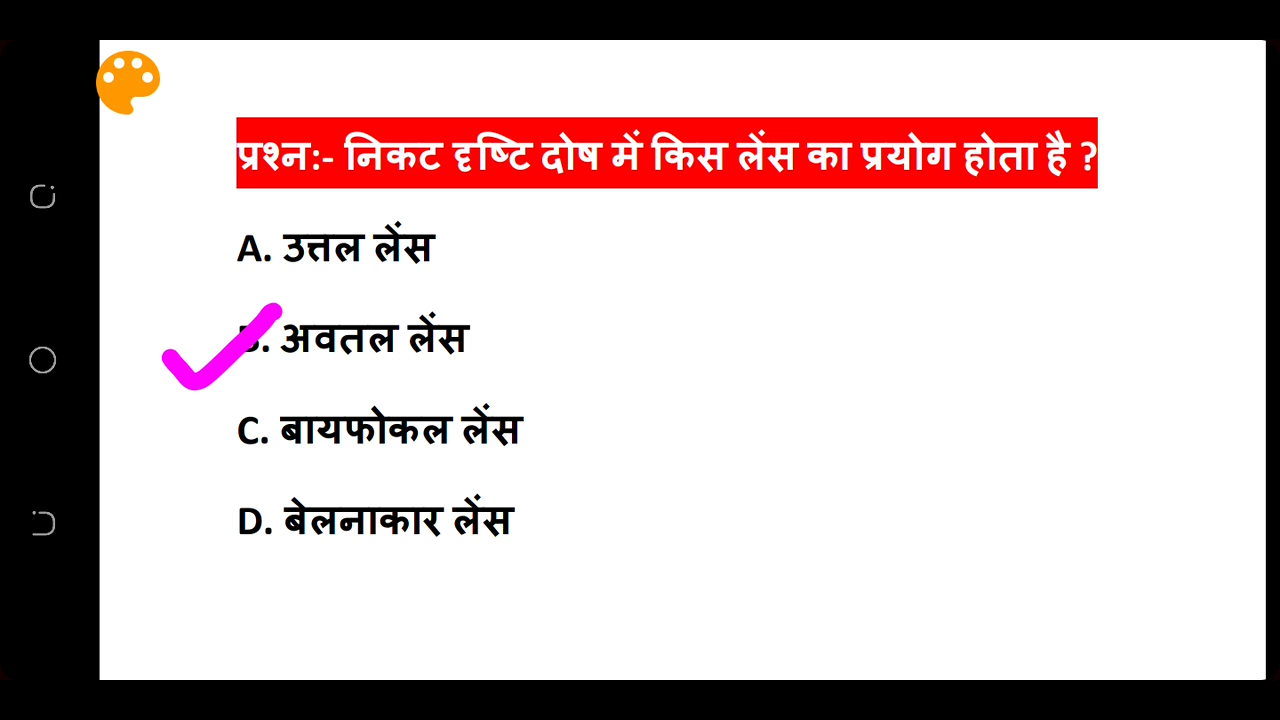 प्रश्न:- निकट दृष्टि दोष में किस लेंस का प्रयोग होता है ?
A. उत्तल लेंस
B. अवतल लेंस
C. बायफोकल लेंस
D. बेलनाकार लेंस